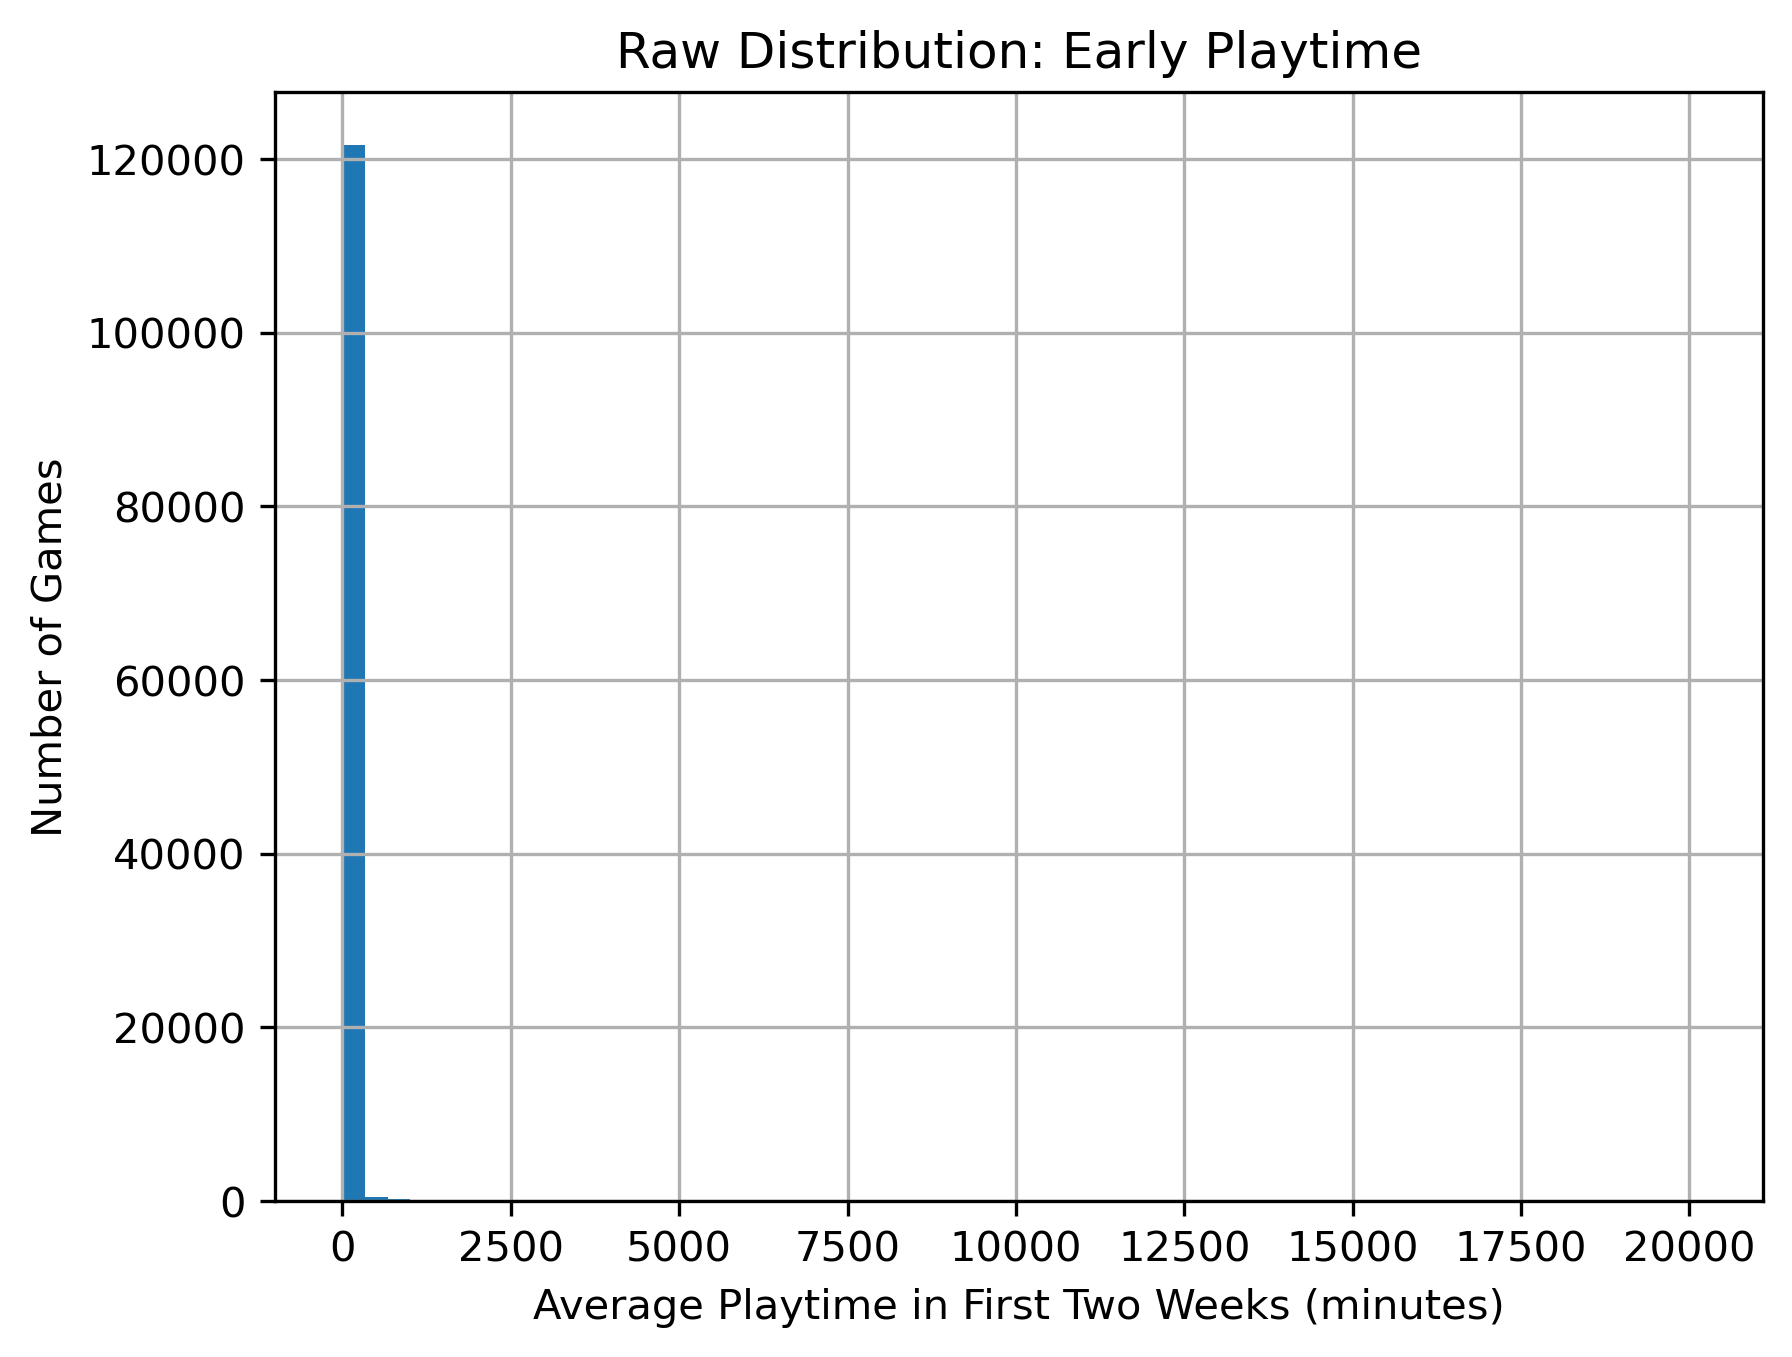 Raw Distribution: Early Playtime
120000
100000
80000
60000
40000
20000
0
Number of Games
0 2500 5000 7500 10000 12500 15000 17500 20000
Average Playtime in First Two Weeks (minutes)